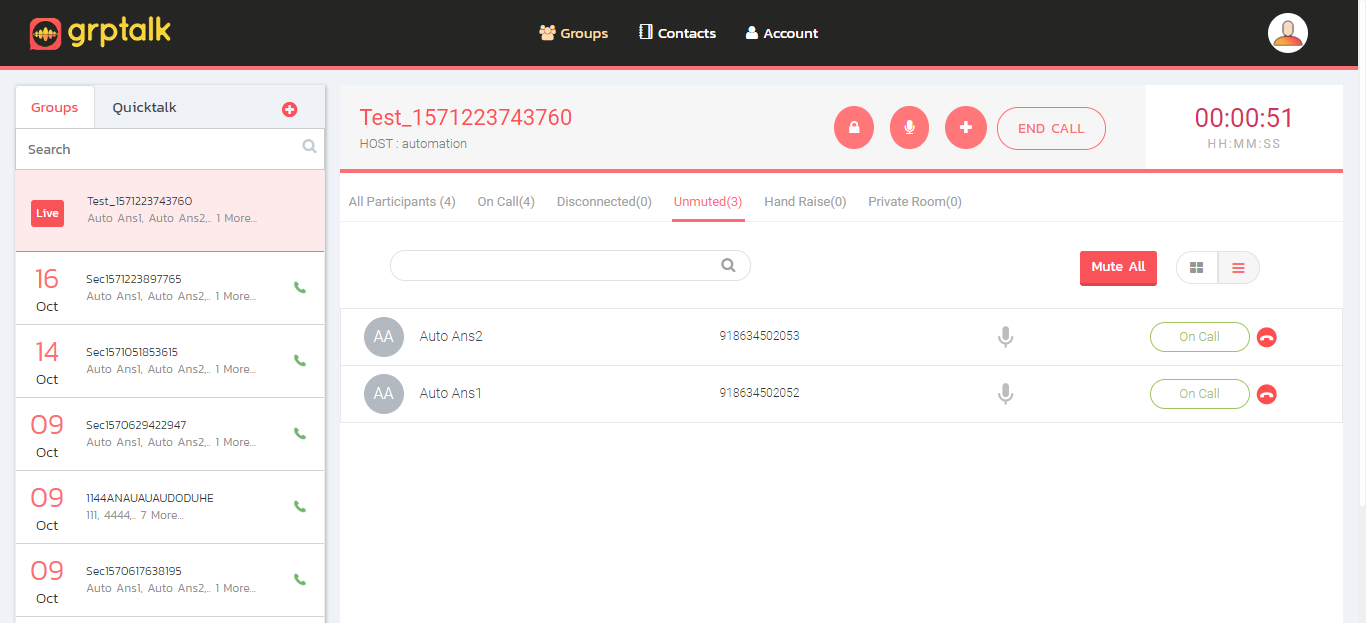 grptalk
Groups
Contacts
Account
Groups
Quicktalk
Search
Live
Test_1571223743760
Auto Ans1, Auto Ans2,.. 1 More...
16
Oct
Sec1571223897765
Auto Ans1, Auto Ans2,.. 1 More...
14
Oct
Sec1571051853615
Auto Ans1, Auto Ans2,.. 1 More...
09
Oct
Sec1570629422947
Auto Ans1, Auto Ans2,.. 1 More...
09
Oct
1144ANAUAUAUDODUHE
111, 4444,.. 7 More...
09
Oct
Sec1570617638195
Auto Ans1, Auto Ans2,.. 1 More...
Test_1571223743760
HOST : automation
END CALL
00:00:51
HH:MM:SS
All Participants (4)
On Call(4)
Disconnected(0)
Unmuted(3)
Hand Raise(0)
Private Room(0)
Mute All
AA
Auto Ans2
918634502053
On Call
AA
Auto Ans1
918634502052
On Call